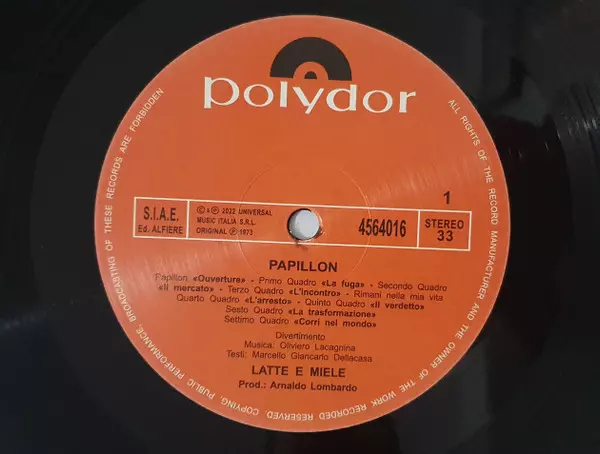 polydor
S.I.A.E.
Ed. ALFIERE
© & ℗ 2022 UNIVERSAL
MUSIC ITALIA S.R.L.
ORIGINAL ℗ 1973
4564016
1
STEREO
33
PAPILLON
Papillon «Ouverture» - Primo Quadro «La fuga» - Secondo Quadro
«Il mercato» - Terzo Quadro «L'incontro» - Rimani nella mia vita
Quarto Quadro «L'arresto» - Quinto Quadro «Il verdetto»
Sesto Quadro «La trasformazione»
Settimo Quadro «Corri nel mondo»
Divertimento
Musica: Oliviero Lacagnina
Testi: Marcello Giancarlo Dellacasa
LATTE E MIELE
Prod.: Arnaldo Lombardo
ALL RIGHTS OF THE RECORD MANUFACTURER AND THE OWNER OF THE WORK RECORDED RESERVED. COPYING, PUBLIC PERFORMANCE, BROADCASTING OF THESE RECORDS ARE FORBIDDEN